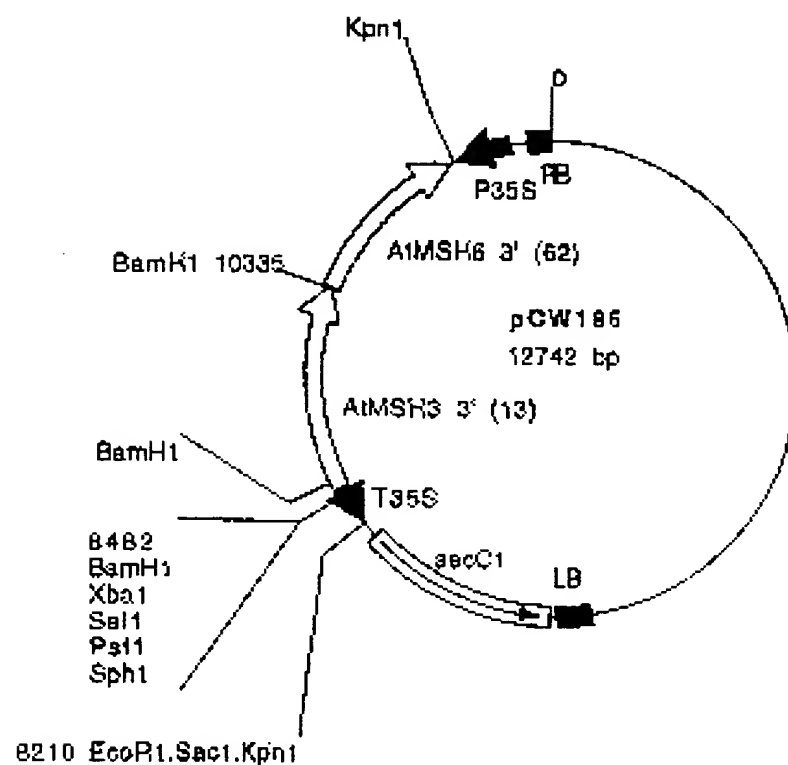 Kpn1
D
P35S
RB
AtMSH6 3' (62)
BamH1 10335
pCW186
12742 bp
AtMSH3 3' (13)
BamH1
T35S
8482
BamH1
Xba1
Sal1
Pst1
Sph1
aacC1
LB
8210 EcoR1.Sac1.Kpn1